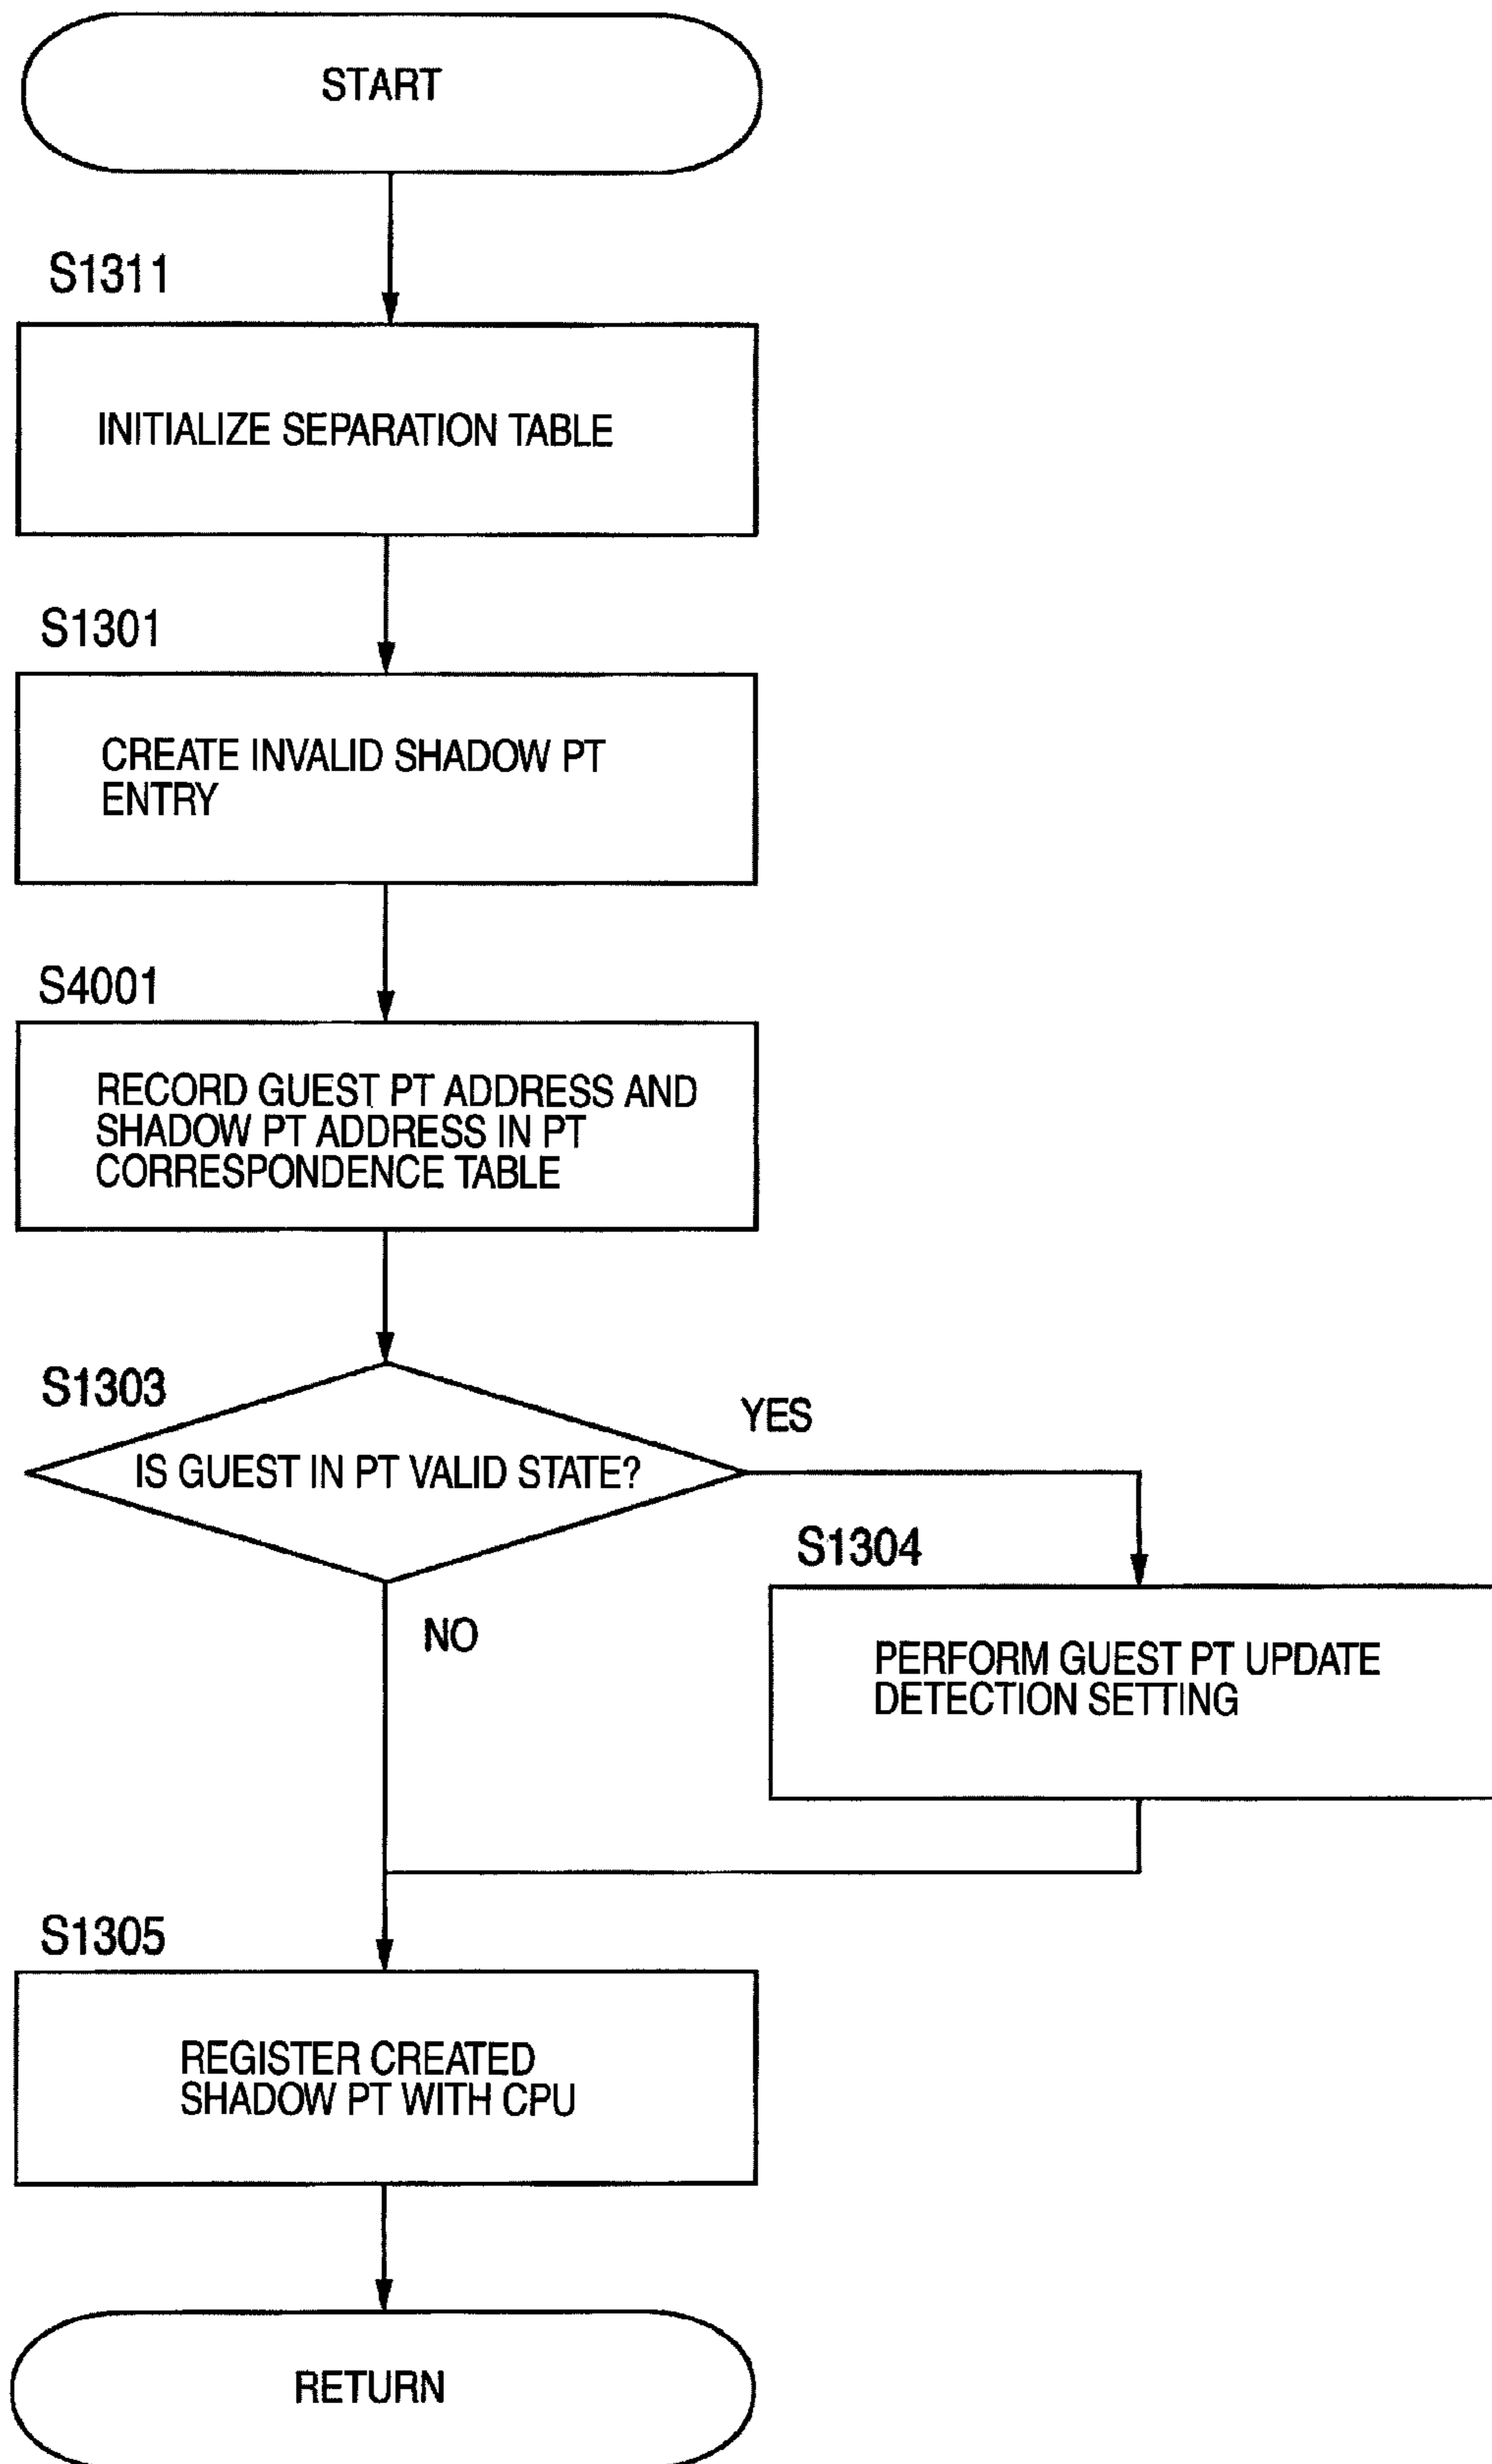 START
S1311
INITIALIZE SEPARATION TABLE
S1301
CREATE INVALID SHADOW PT
ENTRY
S4001
RECORD GUEST PT ADDRESS AND
SHADOW PT ADDRESS IN PT
CORRESPONDENCE TABLE
S1303
IS GUEST IN PT VALID STATE?
YES
NO
S1304
PERFORM GUEST PT UPDATE
DETECTION SETTING
S1305
REGISTER CREATED
SHADOW PT WITH CPU
RETURN